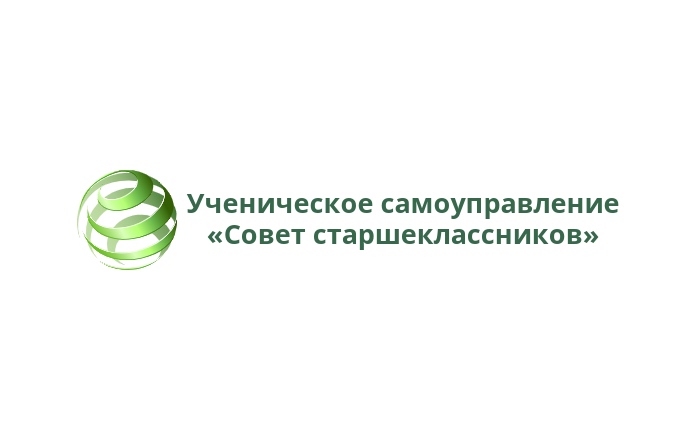 Ученическое самоуправление
«Совет старшеклассников»